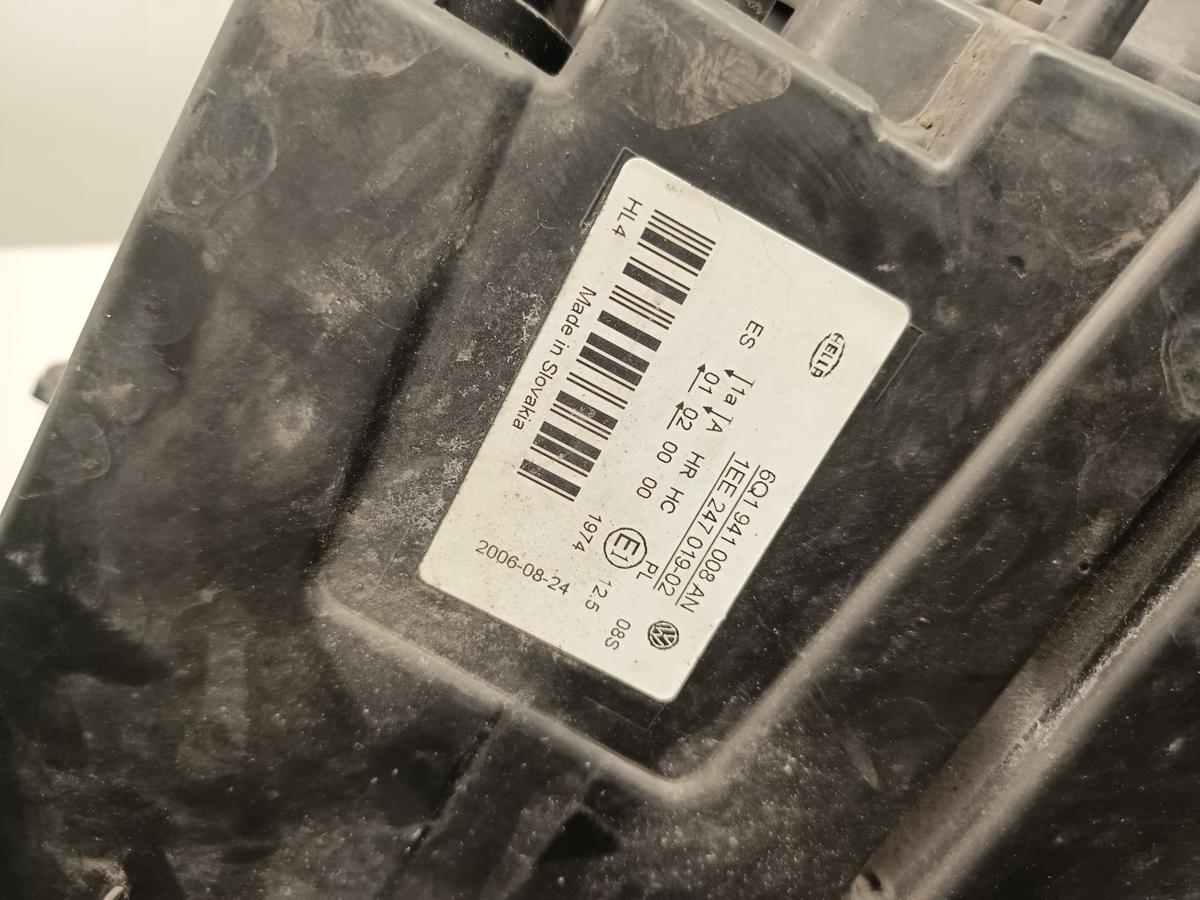 HELLA
6Q1 941 008 AN
1EE 247 019-02
ES 1a A HR HC PL
01 02 00 00 E1 12.5 08S
1974
2006-08-24
HL4
Made in Slovakia